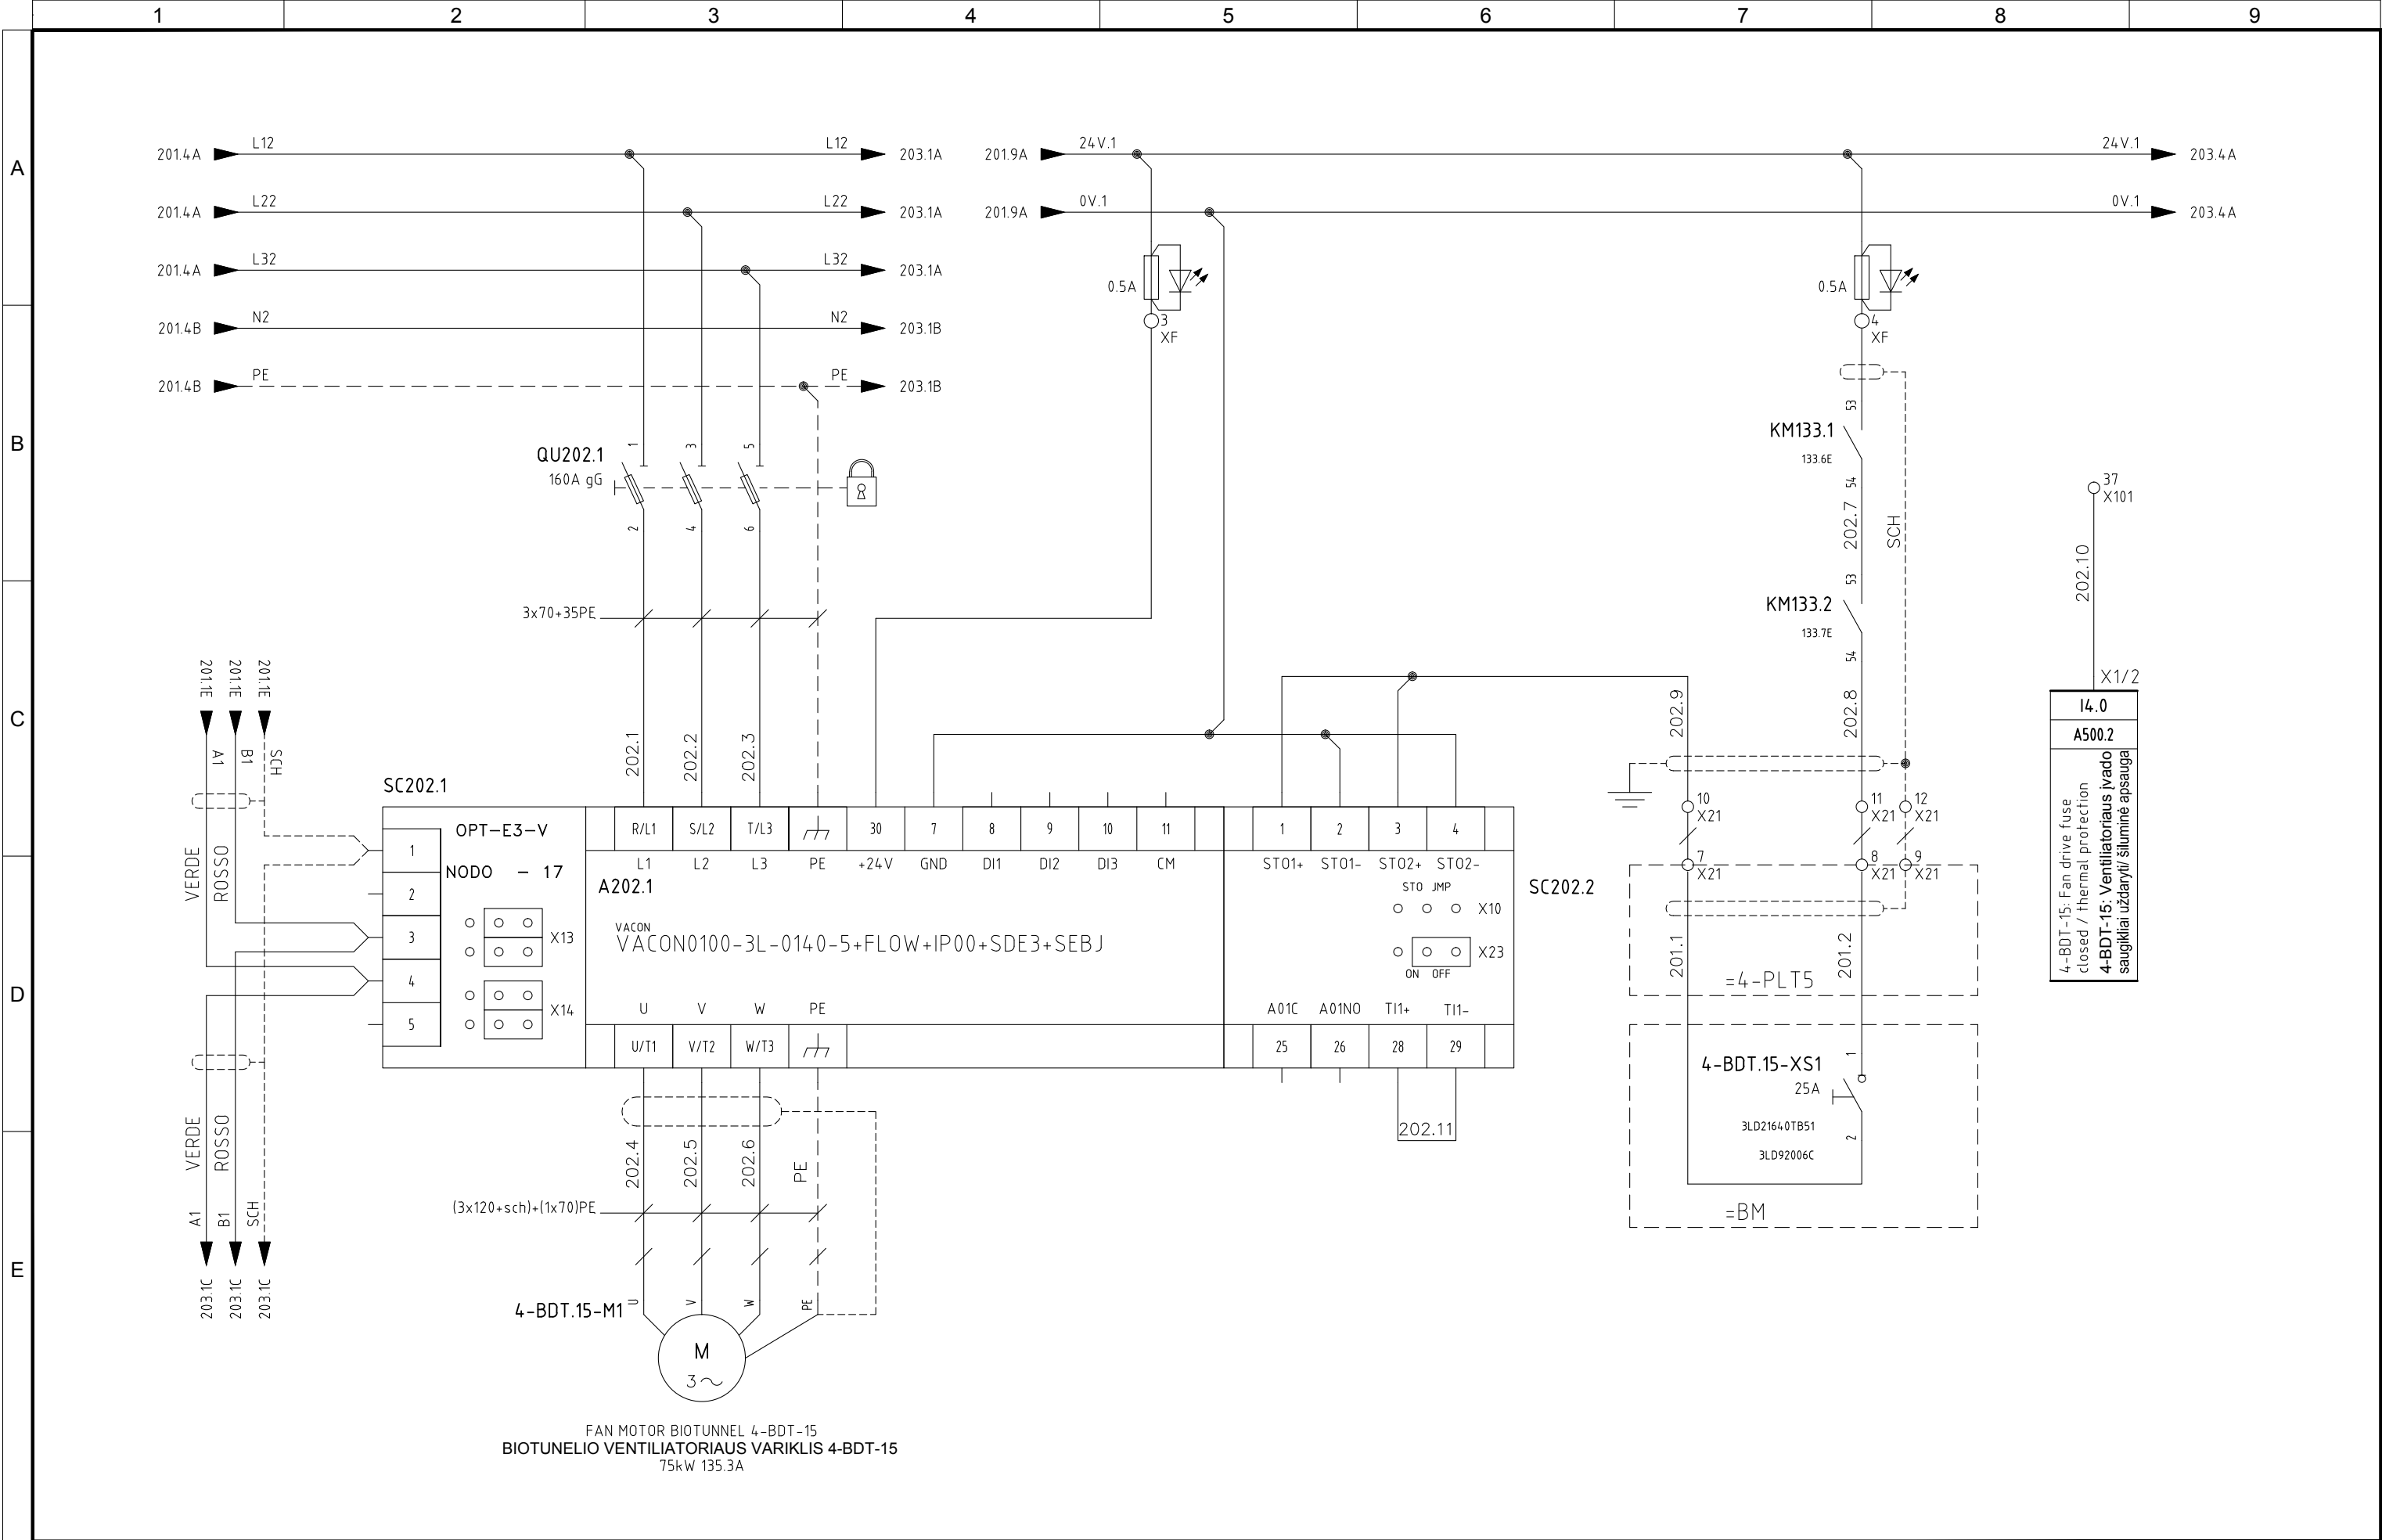 1 2 3 4 5 6 7 8 9
A
B
C
D
E
201.4A L12 L12 203.1A
201.4A L22 L22 203.1A
201.4A L32 L32 203.1A
201.4B N2 N2 203.1B
201.4B PE PE 203.1B
201.9A 24V.1 24V.1 203.4A
201.9A 0V.1 0V.1 203.4A
0.5A
3
XF
0.5A
4
XF
QU202.1
160A gG
1 3 5
2 4 6
3x70+35PE
202.1 202.2 202.3
53
KM133.1
133.6E
54
202.7
SCH
53
KM133.2
133.7E
54
202.9
202.8
37
X101
202.10
X1/2
I4.0
A500.2
4-BDT-15: Fan drive fuse
closed / thermal protection
4-BDT-15: Ventiliatoriaus įvado
saugikliai uždaryti/ šiluminė apsauga
201.1E 201.1E 201.1E
A1 B1 SCH
VERDE ROSSO
SC202.1
OPT-E3-V
NODO - 17
1
2
3
4
5
X13
X14
R/L1 S/L2 T/L3 30 7 8 9 10 11 1 2 3 4
L1 L2 L3 PE +24V GND DI1 DI2 DI3 CM STO1+ STO1- STO2+ STO2-
A202.1
SC202.2
STO JMP
X10
VACON
VACON0100-3L-0140-5+FLOW+IP00+SDE3+SEBJ
X23
ON OFF
U V W PE A01C A01NO TI1+ TI1-
U/T1 V/T2 W/T3 25 26 28 29
202.11
10
X21
11
X21
12
X21
7
X21
8
X21
9
X21
201.1 201.2
=4-PLT5
4-BDT.15-XS1
25A
1
2
3LD21640TB51
3LD92006C
=BM
VERDE ROSSO
A1 B1 SCH
203.1C 203.1C 203.1C
202.4 202.5 202.6 PE
(3x120+sch)+(1x70)PE
4-BDT.15-M1
U V W PE
M
3~
FAN MOTOR BIOTUNNEL 4-BDT-15
BIOTUNELIO VENTILIATORIAUS VARIKLIS 4-BDT-15
75kW 135.3A